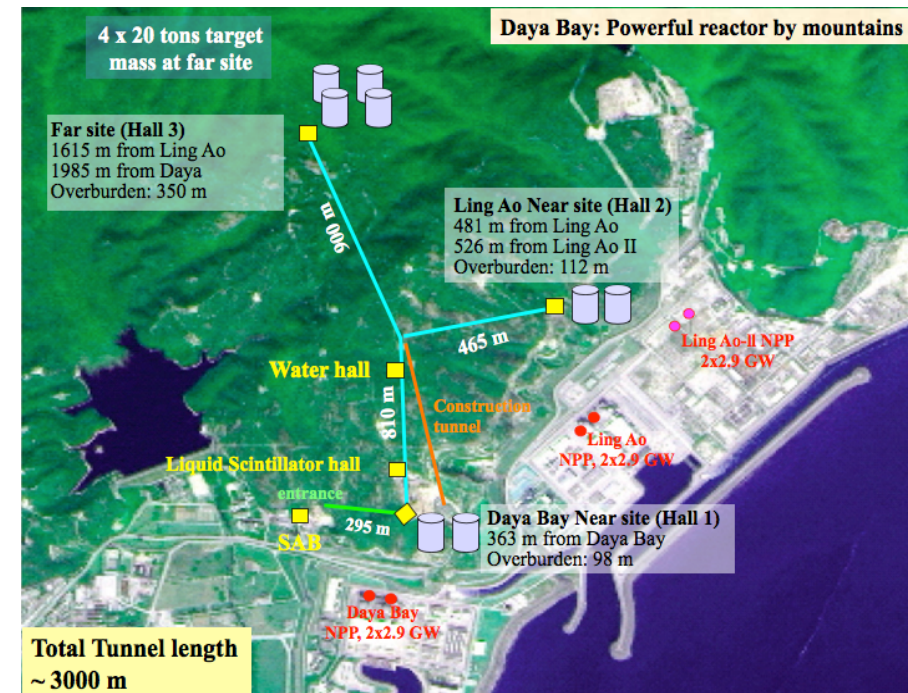 4 x 20 tons target
mass at far site
Daya Bay: Powerful reactor by mountains
Far site (Hall 3)
1615 m from Ling Ao
1985 m from Daya
Overburden: 350 m
900 m
Ling Ao Near site (Hall 2)
481 m from Ling Ao
526 m from Ling Ao II
Overburden: 112 m
465 m
Ling Ao-ll NPP
2x2.9 GW
Water hall
810 m
Construction
tunnel
Ling Ao
NPP, 2x2.9 GW
Liquid Scintillator hall
entrance
295 m
SAB
Daya Bay Near site (Hall 1)
363 m from Daya Bay
Overburden: 98 m
Daya Bay
NPP, 2x2.9 GW
Total Tunnel length
~ 3000 m